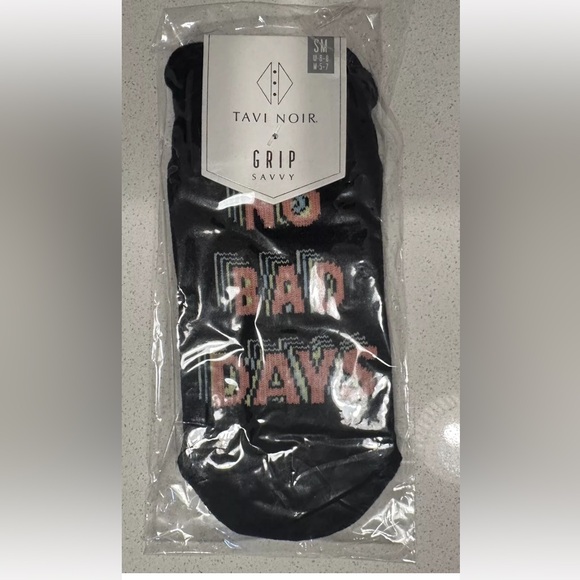 SM
TAVI NOIR
GRIP
SAVVY
NO
BAD
DAYS